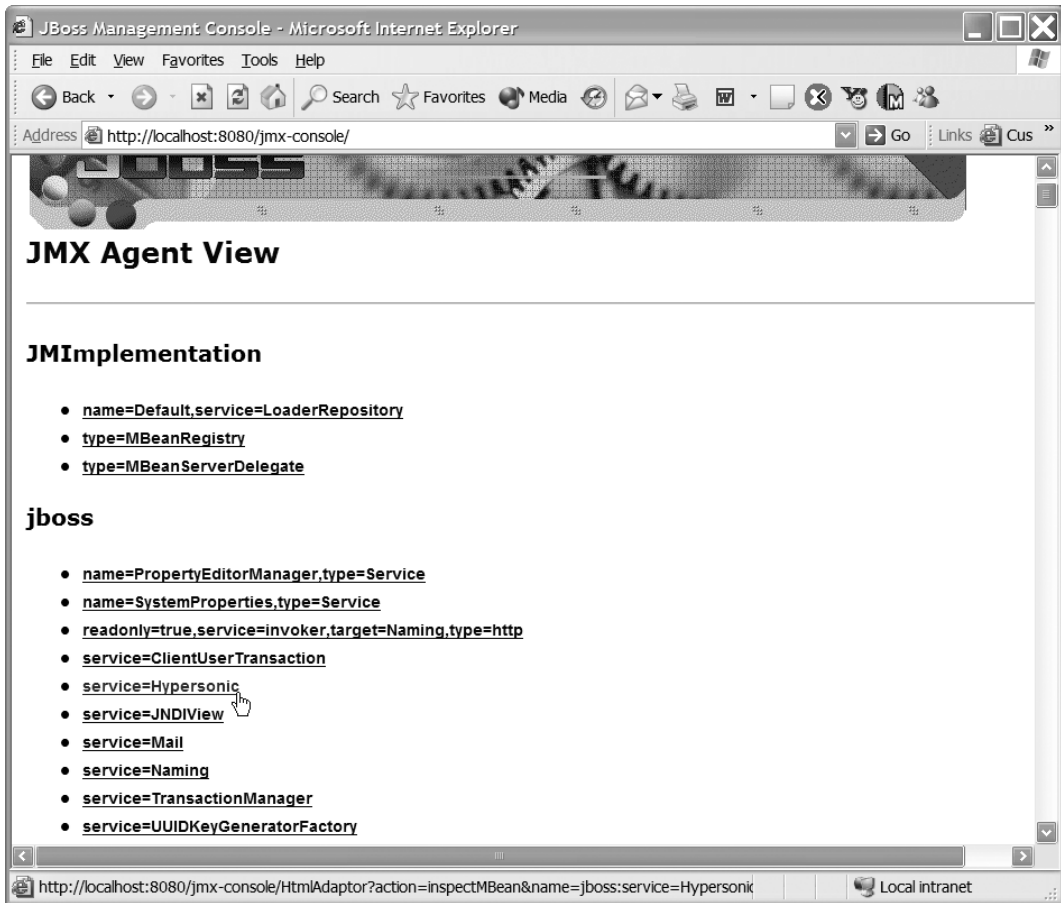 JBoss Management Console - Microsoft Internet Explorer
File Edit View Favorites Tools Help
Back Search Favorites Media
Address http://localhost:8080/jmx-console/ Go Links Cus »
JBoss
JMX Agent View
JMImplementation
name=Default,service=LoaderRepository
type=MBeanRegistry
type=MBeanServerDelegate
jboss
name=PropertyEditorManager,type=Service
name=SystemProperties,type=Service
readonly=true,service=invoker,target=Naming,type=http
service=ClientUserTransaction
service=Hypersonic
service=JNDIView
service=Mail
service=Naming
service=TransactionManager
service=UUIDKeyGeneratorFactory
http://localhost:8080/jmx-console/HtmlAdaptor?action=inspectMBean&name=jboss:service=Hypersonic Local intranet